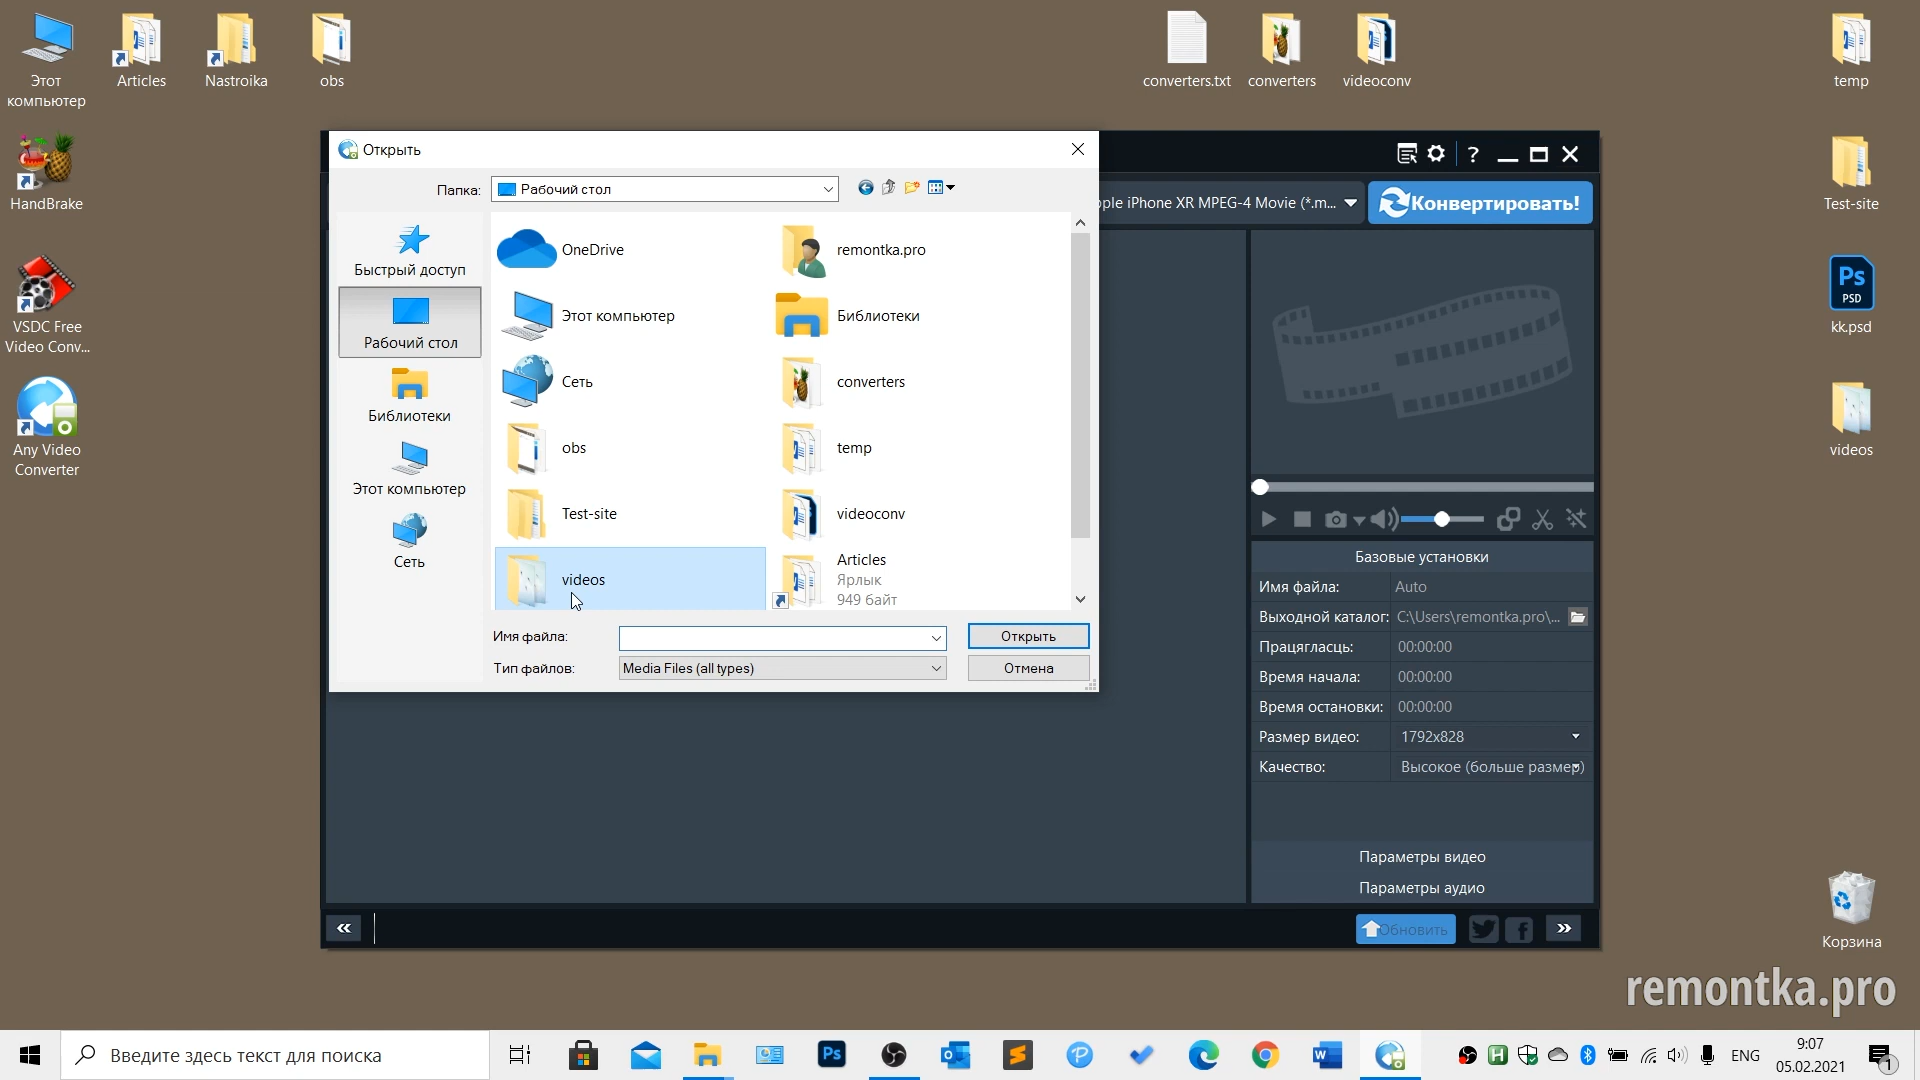 Этот
компьютер
Articles
Nastroika
obs
converters.txt
converters
videoconv
temp
HandBrake
VSDC Free
Video Conv...
Any Video
Converter
Test-site
Ps
PSD
kk.psd
videos
Корзина
Открыть
Папка:
Рабочий стол
Быстрый доступ
Рабочий стол
Библиотеки
Этот компьютер
Сеть
OneDrive
remontka.pro
Этот компьютер
Библиотеки
Сеть
converters
obs
temp
Test-site
videoconv
videos
Articles
Ярлык
949 байт
Имя файла:
Открыть
Тип файлов:
Media Files (all types)
Отмена
?
ple iPhone XR MPEG-4 Movie (*.m...
Конвертировать!
Базовые установки
Имя файла:
Auto
Выходной каталог:
C:\Users\remontka.pro\...
Працягласць:
00:00:00
Время начала:
00:00:00
Время остановки:
00:00:00
Размер видео:
1792x828
Качество:
Высокое (больше размер)
Параметры видео
Параметры аудио
Обновить
remontka.pro
Введите здесь текст для поиска
Ps
ENG
9:07
05.02.2021
1